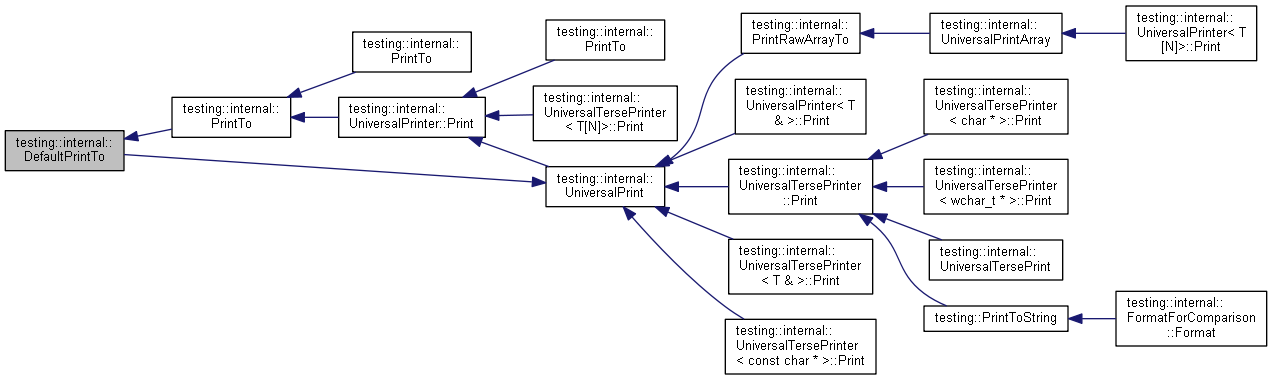 testing::internal::
DefaultPrintTo
testing::internal::
PrintTo
testing::internal::
PrintTo
testing::internal::
UniversalPrinter::Print
testing::internal::
PrintTo
testing::internal::
UniversalTersePrinter
< T[N]>::Print
testing::internal::
UniversalPrint
testing::internal::
PrintRawArrayTo
testing::internal::
UniversalPrinter< T
& >::Print
testing::internal::
UniversalTersePrinter
::Print
testing::internal::
UniversalTersePrinter
< T & >::Print
testing::internal::
UniversalTersePrinter
< const char * >::Print
testing::internal::
UniversalPrintArray
testing::internal::
UniversalTersePrinter
< char * >::Print
testing::internal::
UniversalTersePrinter
< wchar_t * >::Print
testing::internal::
UniversalTersePrint
testing::PrintToString
testing::internal::
UniversalPrinter< T
[N]>::Print
testing::internal::
FormatForComparison
::Format